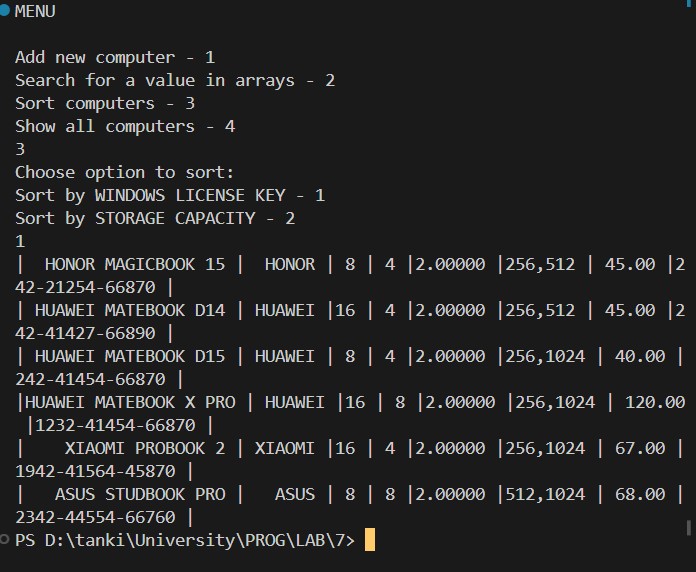 MENU
Add new computer - 1
Search for a value in arrays - 2
Sort computers - 3
Show all computers - 4
3
Choose option to sort:
Sort by WINDOWS LICENSE KEY - 1
Sort by STORAGE CAPACITY - 2
1
|  HONOR MAGICBOOK 15 |  HONOR | 8 | 4 |2.00000 |256,512 | 45.00 |2
42-21254-66870 |
| HUAWEI MATEBOOK D14 | HUAWEI |16 | 4 |2.00000 |256,512 | 45.00 |2
42-41427-66890 |
| HUAWEI MATEBOOK D15 | HUAWEI | 8 | 4 |2.00000 |256,1024 | 40.00 |
242-41454-66870 |
|HUAWEI MATEBOOK X PRO | HUAWEI |16 | 8 |2.00000 |256,1024 | 120.00
 |1232-41454-66870 |
|    XIAOMI PROBOOK 2 | XIAOMI |16 | 4 |2.00000 |256,1024 | 67.00 |
1942-41564-45870 |
|   ASUS STUDBOOK PRO |   ASUS | 8 | 8 |2.00000 |512,1024 | 68.00 |
2342-44554-66760 |
PS D:\tanki\University\PROG\LAB\7>